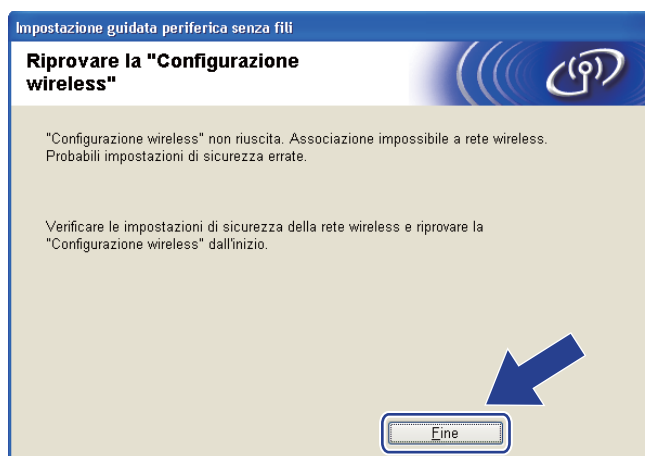 Impostazione guidata periferica senza fili
Riprovare la "Configurazione
wireless"
"Configurazione wireless" non riuscita. Associazione impossibile a rete wireless.
Probabili impostazioni di sicurezza errate.
Verificare le impostazioni di sicurezza della rete wireless e riprovare la
"Configurazione wireless" dall'inizio.
Fine